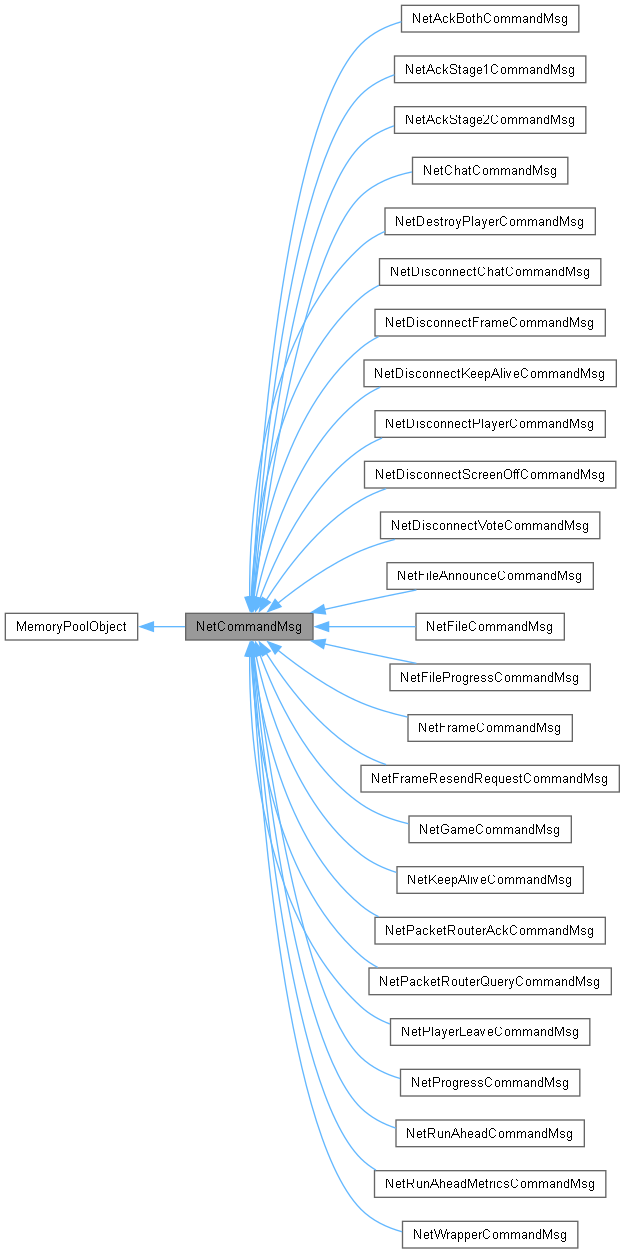 NetAckBothCommandMsg
NetAckStage1CommandMsg
NetAckStage2CommandMsg
NetChatCommandMsg
NetDestroyPlayerCommandMsg
NetDisconnectChatCommandMsg
NetDisconnectFrameCommandMsg
NetDisconnectKeepAliveCommandMsg
NetDisconnectPlayerCommandMsg
NetDisconnectScreenOffCommandMsg
NetDisconnectVoteCommandMsg
NetFileAnnounceCommandMsg
MemoryPoolObject
NetCommandMsg
NetFileCommandMsg
NetFileProgressCommandMsg
NetFrameCommandMsg
NetFrameResendRequestCommandMsg
NetGameCommandMsg
NetKeepAliveCommandMsg
NetPacketRouterAckCommandMsg
NetPacketRouterQueryCommandMsg
NetPlayerLeaveCommandMsg
NetProgressCommandMsg
NetRunAheadCommandMsg
NetRunAheadMetricsCommandMsg
NetWrapperCommandMsg